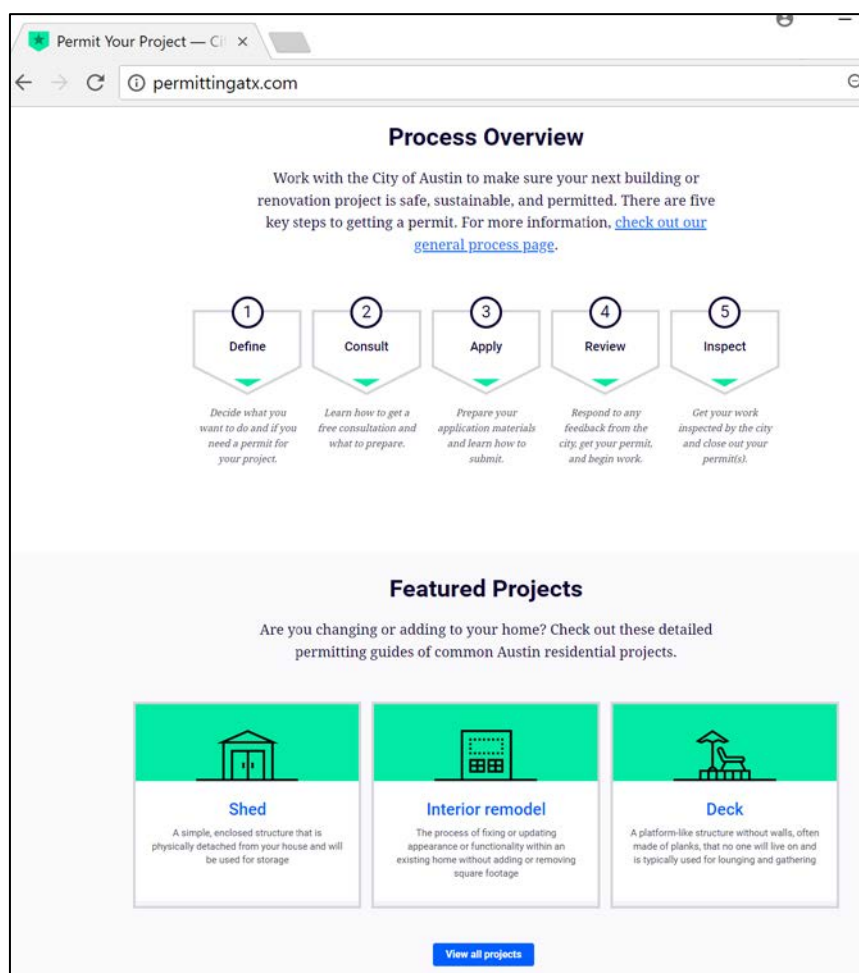 Permit Your Project — Ci
permittingatx.com
Process Overview
Work with the City of Austin to make sure your next building or
renovation project is safe, sustainable, and permitted. There are five
key steps to getting a permit. For more information, check out our
general process page.
1 2 3 4 5
Define Consult Apply Review Inspect
Decide what you
want to do and if you
need a permit for
your project.
Learn how to get a
free consultation and
what to prepare.
Prepare your
application materials
and learn how to
submit.
Respond to any
feedback from the
city, get your permit,
and begin work.
Get your work
inspected by the city
and close out your
permit(s).
Featured Projects
Are you changing or adding to your home? Check out these detailed
permitting guides of common Austin residential projects.
Shed
A simple, enclosed structure that is
physically detached from your house and will
be used for storage
Interior remodel
The process of fixing or updating
appearance or functionality within an
existing home without adding or removing
square footage
Deck
A platform-like structure without walls, often
made of planks, that no one will live on and
is typically used for lounging and gathering
View all projects